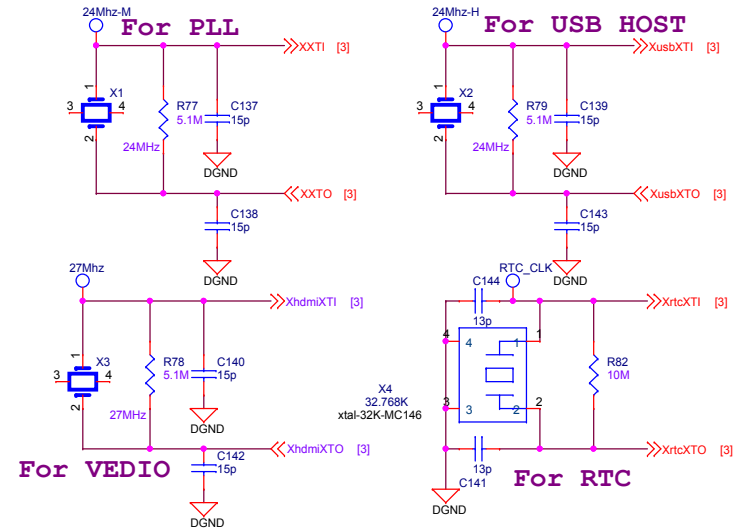 24Mhz-M
For PLL
XXTI [3]
1
X1
3
4
2
R77
5.1M
24MHz
C137
15p
DGND
XXTO [3]
C138
15p
DGND
24Mhz-H
For USB HOST
XusbXTI [3]
1
X2
3
4
2
R79
5.1M
24MHz
C139
15p
DGND
XusbXTO [3]
C143
15p
DGND
27Mhz
XhdmiXTI [3]
1
X3
3
4
2
R78
5.1M
27MHz
C140
15p
DGND
XhdmiXTO [3]
For VEDIO
C142
15p
DGND
RTC_CLK
C144
13p
XrtcXTI [3]
4
4
1
1
X4
32.768K
xtal-32K-MC146
3
3
2
2
R82
10M
13p
C141
XrtcXTO [3]
For RTC
DGND